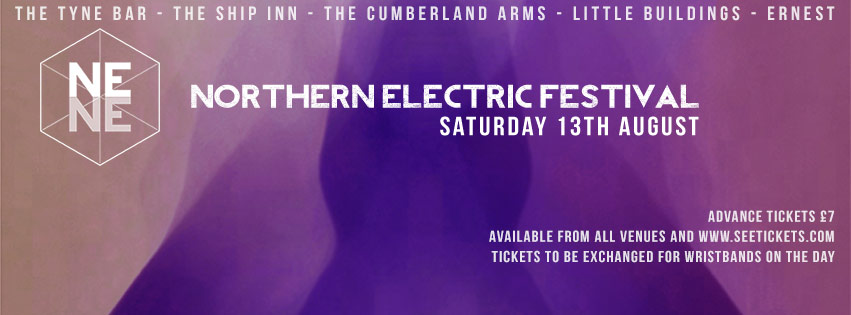 THE TYNE BAR - THE SHIP INN - THE CUMBERLAND ARMS - LITTLE BUILDINGS - ERNEST
NE
NE
NORTHERN ELECTRIC FESTIVAL
SATURDAY 13TH AUGUST
ADVANCE TICKETS £7
AVAILABLE FROM ALL VENUES AND WWW.SEETICKETS.COM
TICKETS TO BE EXCHANGED FOR WRISTBANDS ON THE DAY